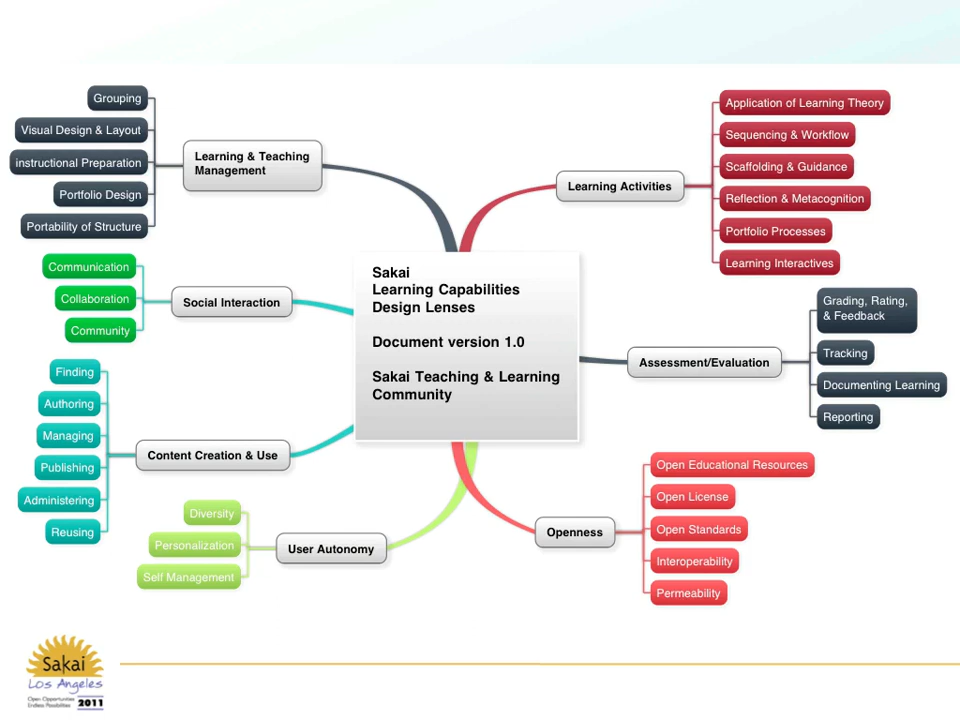 Grouping
Visual Design & Layout
instructional Preparation
Portfolio Design
Portability of Structure
Learning & Teaching
Management
Communication
Collaboration
Community
Social Interaction
Finding
Authoring
Managing
Publishing
Administering
Reusing
Content Creation & Use
Diversity
Personalization
Self Management
User Autonomy
Sakai
Learning Capabilities
Design Lenses
Document version 1.0
Sakai Teaching & Learning
Community
Learning Activities
Application of Learning Theory
Sequencing & Workflow
Scaffolding & Guidance
Reflection & Metacognition
Portfolio Processes
Learning Interactives
Assessment/Evaluation
Grading, Rating,
& Feedback
Tracking
Documenting Learning
Reporting
Openness
Open Educational Resources
Open License
Open Standards
Interoperability
Permeability
Sakai
Los Angeles
Open Opportunities
Endless Possibilities
2011